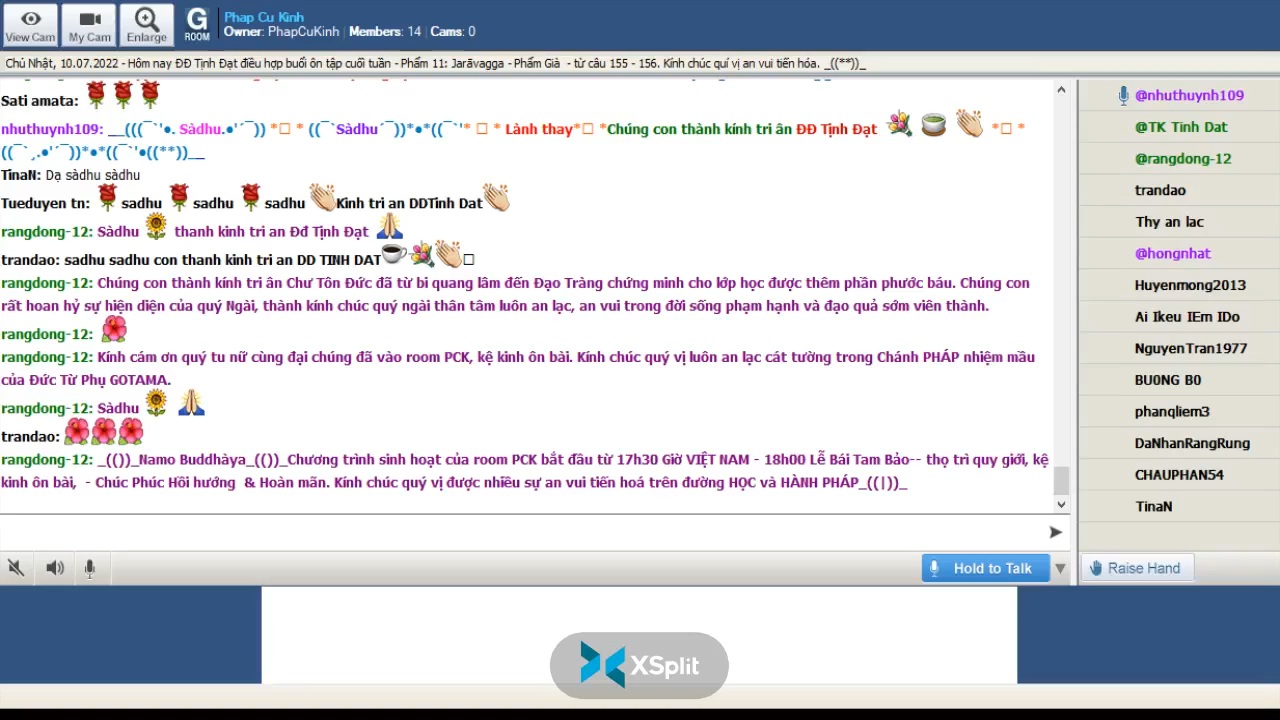 View Cam
My Cam
Enlarge
G
ROOM
Phap Cu Kinh
Owner: PhapCuKinh | Members: 14 | Cams: 0
Chủ Nhật, 10.07.2022 - Hôm nay ĐĐ Tịnh Đạt điều hợp buổi ôn tập cuối tuần - Phẩm 11: Jarāvagga - Phẩm Già - từ câu 155 - 156. Kính chúc quí vị an vui tiến hóa. _((**))_
Sati amata:
nhuthuynh109: __(((¯`'•. Sàdhu.•'´¯)) *□ * ((¯`Sàdhu´¯))*•*((¯`'* □ * Lành thay*□ *Chúng con thành kính tri ân ĐĐ Tịnh Đạt *□ *
((¯`¸.•'´¯))*•*((¯`'•((**))__
TinaN: Dạ sàdhu sàdhu
Tueduyen tn: sadhu sadhu sadhu Kinh tri an DDTinh Dat
rangdong-12: Sàdhu thanh kinh tri an Đđ Tịnh Đạt
trandao: sadhu sadhu con thanh kinh tri an DD TINH DAT □
rangdong-12: Chúng con thành kính tri ân Chư Tôn Đức đã từ bi quang lâm đến Đạo Tràng chứng minh cho lớp học được thêm phần phước báu. Chúng con
rất hoan hỷ sự hiện diện của quý Ngài, thành kính chúc quý ngài thân tâm luôn an lạc, an vui trong đời sống phạm hạnh và đạo quả sớm viên thành.
rangdong-12:
rangdong-12: Kính cám ơn quý tu nữ cùng đại chúng đã vào room PCK, kệ kinh ôn bài. Kính chúc quý vị luôn an lạc cát tường trong Chánh PHÁP nhiệm mầu
của Đức Từ Phụ GOTAMA.
rangdong-12: Sàdhu
trandao:
rangdong-12: _(())_Namo Buddhàya_(())_Chương trình sinh hoạt của room PCK bắt đầu từ 17h30 Giờ VIỆT NAM - 18h00 Lễ Bái Tam Bảo-- thọ trì quy giới, kệ
kinh ôn bài, - Chúc Phúc Hồi hướng & Hoàn mãn. Kính chúc quý vị được nhiều sự an vui tiến hoá trên đường HỌC và HÀNH PHÁP_((|))_
@nhuthuynh109
@TK Tinh Dat
@rangdong-12
trandao
Thy an lac
@hongnhat
Huyenmong2013
Ai Ikeu IEm IDo
NguyenTran1977
BU0NG B0
phanqliem3
DaNhanRangRung
CHAUPHAN54
TinaN
Hold to Talk
Raise Hand
XSplit